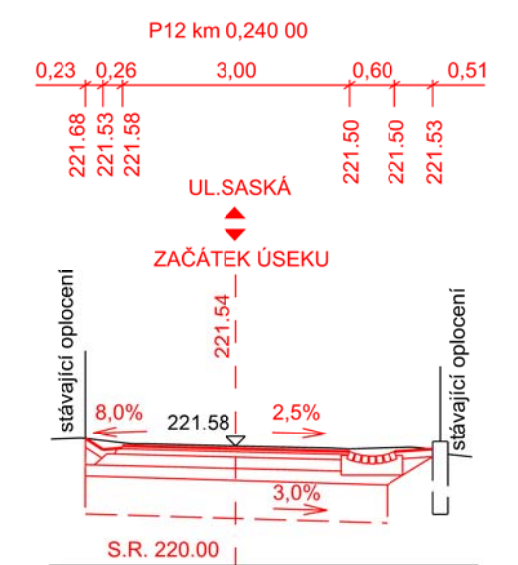 P12 km 0,240 00
0,23 0,26 3,00 0,60 0,51
221.68 221.53 221.58 221.50 221.50 221.53
UL.SASKÁ
ZAČÁTEK ÚSEKU
221.54
stávající oplocení
stávající oplocení
8,0% 221.58 2,5%
3,0%
S.R. 220.00